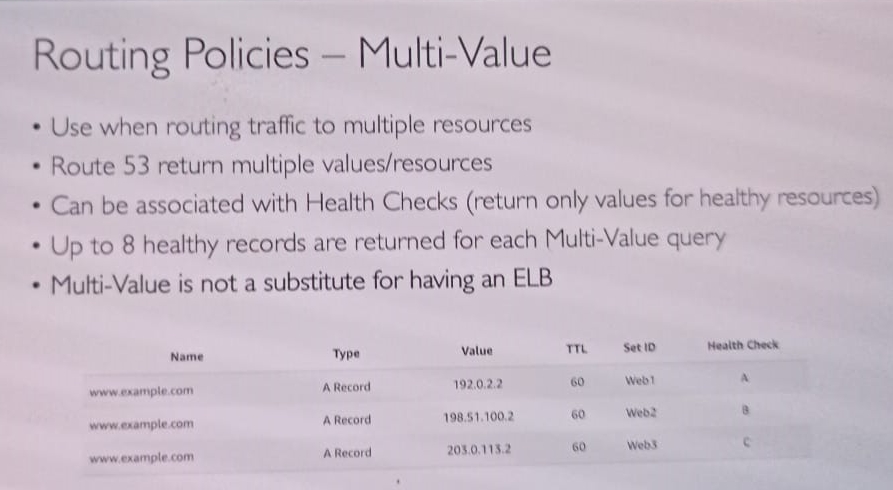 Routing Policies – Multi-Value
• Use when routing traffic to multiple resources
• Route 53 return multiple values/resources
• Can be associated with Health Checks (return only values for healthy resources)
• Up to 8 healthy records are returned for each Multi-Value query
• Multi-Value is not a substitute for having an ELB
Name Type Value TTL Set ID Health Check
www.example.com A Record 192.0.2.2 60 Web1 A
www.example.com A Record 198.51.100.2 60 Web2 B
www.example.com A Record 203.0.113.2 60 Web3 C